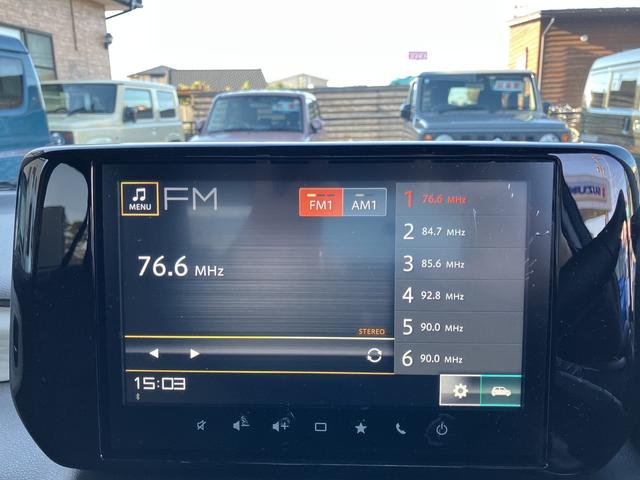 FM
MENU
FM1 AM1
76.6 MHz
STEREO
1 76.6 MHz
2 84.7 MHz
3 85.6 MHz
4 92.8 MHz
5 90.0 MHz
6 90.0 MHz
15:03